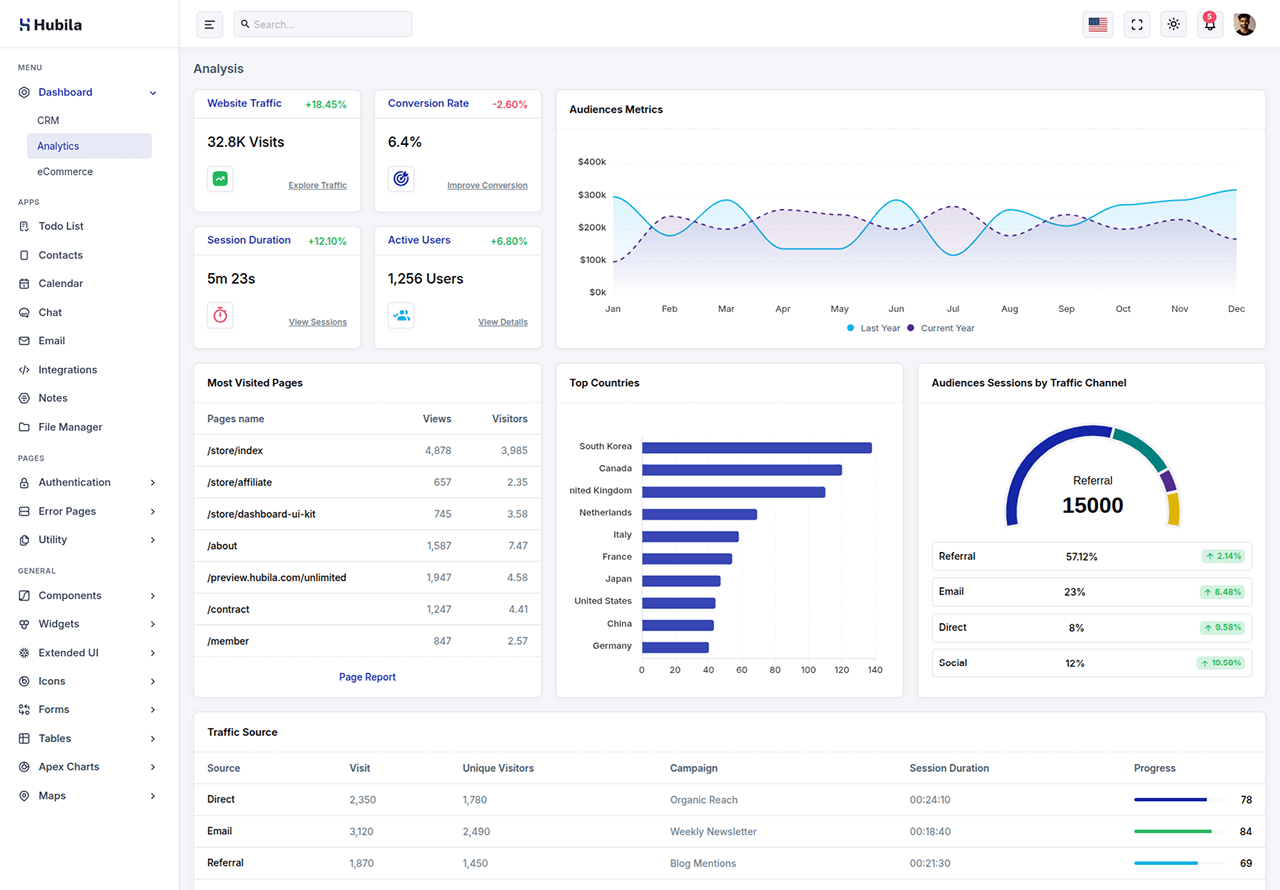 Hubila
Search...
5
MENU
Dashboard
CRM
Analytics
eCommerce
APPS
Todo List
Contacts
Calendar
Chat
Email
Integrations
Notes
File Manager
PAGES
Authentication
Error Pages
Utility
GENERAL
Components
Widgets
Extended UI
Icons
Forms
Tables
Apex Charts
Maps
Analysis
Website Traffic +18.45%
32.8K Visits
Explore Traffic
Conversion Rate -2.60%
6.4%
Improve Conversion
Session Duration +12.10%
5m 23s
View Sessions
Active Users +6.80%
1,256 Users
View Details
Audiences Metrics
$400k
$300k
$200k
$100k
$0k
Jan Feb Mar Apr May Jun Jul Aug Sep Oct Nov Dec
Last Year Current Year
Most Visited Pages
Pages name Views Visitors
/store/index 4,878 3,985
/store/affiliate 657 2.35
/store/dashboard-ui-kit 745 3.58
/about 1,587 7.47
/preview.hubila.com/unlimited 1,947 4.58
/contract 1,247 4.41
/member 847 2.57
Page Report
Top Countries
South Korea
Canada
nited Kingdom
Netherlands
Italy
France
Japan
United States
China
Germany
0 20 40 60 80 100 120 140
Audiences Sessions by Traffic Channel
Referral
15000
Referral 57.12% ↑ 2.14%
Email 23% ↑ 8.48%
Direct 8% ↑ 9.58%
Social 12% ↑ 10.58%
Traffic Source
Source Visit Unique Visitors Campaign Session Duration Progress
Direct 2,350 1,780 Organic Reach 00:24:10 78
Email 3,120 2,490 Weekly Newsletter 00:18:40 84
Referral 1,870 1,450 Blog Mentions 00:21:30 69